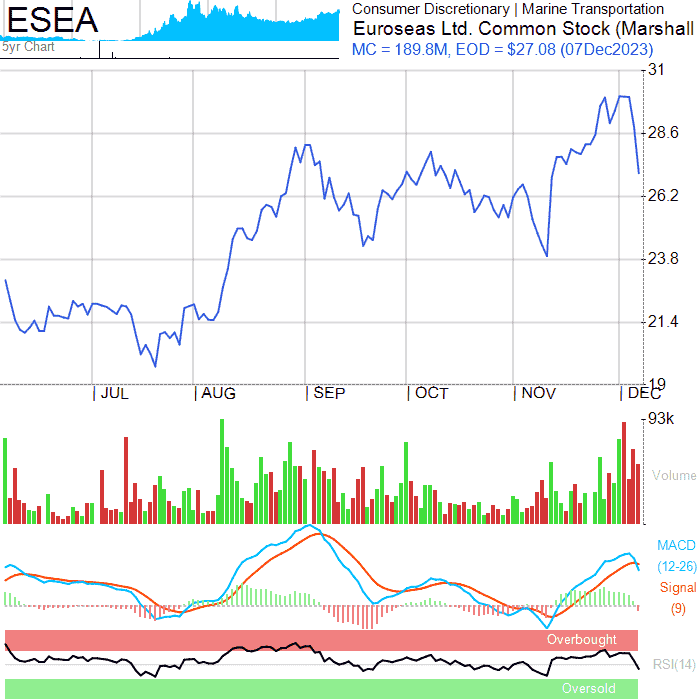 ESEA
5yr Chart
Consumer Discretionary | Marine Transportation
Euroseas Ltd. Common Stock (Marshall
MC = 189.8M, EOD = $27.08 (07Dec2023)
31
28.6
26.2
23.8
21.4
19
JUL AUG SEP OCT NOV DEC
93k
Volume
MACD
(12-26)
Signal
(9)
Overbought
RSI(14)
Oversold